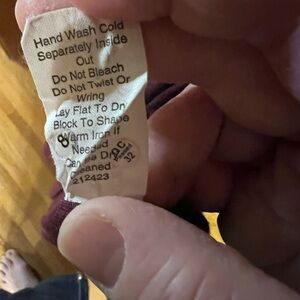 Hand Wash Cold
Separately Inside
Out
Do Not Bleach
Do Not Twist Or
Wring
Lay Flat To Dry
Block To Shape
Warm Iron If
Needed
Can Be Dry
Cleaned
212423
8
QC
32